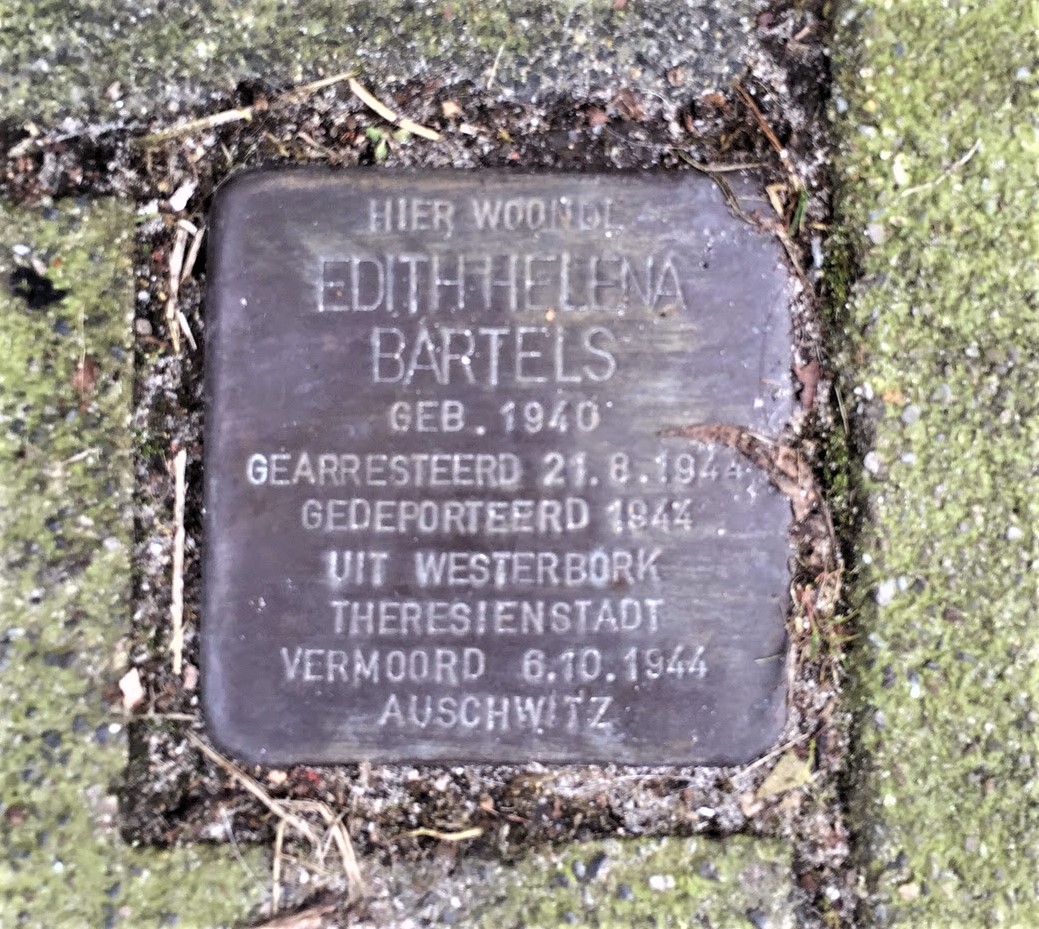 HIER WOONDE
EDITH HELENA
BARTELS
GEB. 1940
GEARRESTEERD 21.8.1944
GEDEPORTEERD 1944
UIT WESTERBORK
THERESIENSTADT
VERMOORD 6.10.1944
AUSCHWITZ